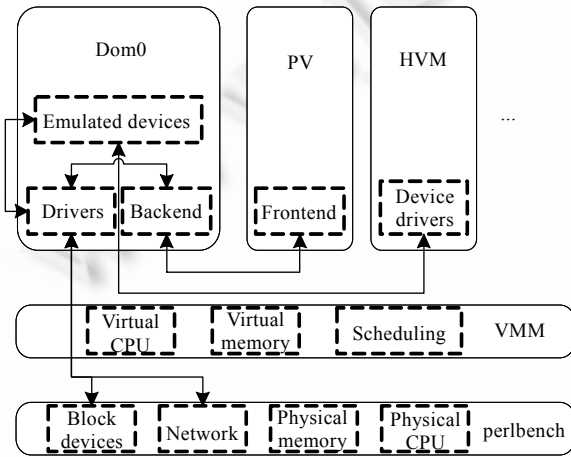 Dom0
PV
HVM
Emulated devices
...
Drivers
Backend
Frontend
Device
drivers
Virtual
CPU
Virtual
memory
Scheduling
VMM
Block
devices
Network
Physical
memory
Physical
CPU
perlbench